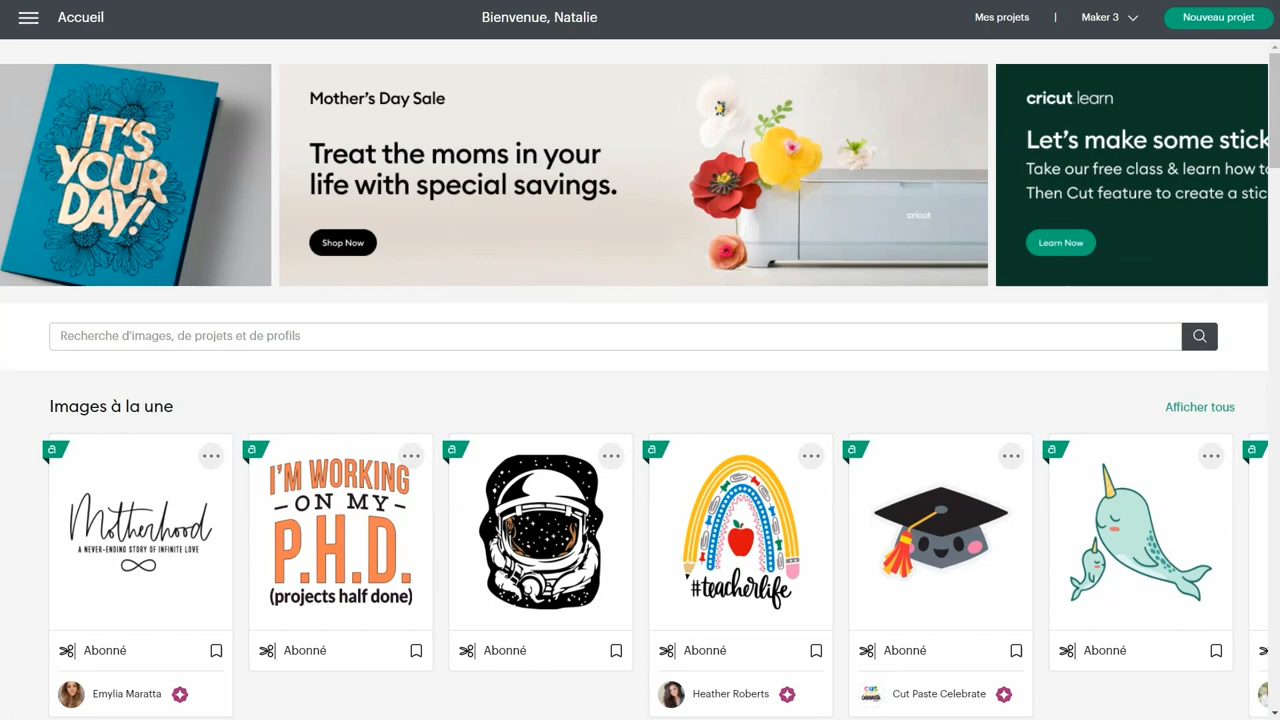 Accueil
Bienvenue, Natalie
Mes projets
|
Maker 3
Nouveau projet
IT'S
YOUR
DAY!
Mother's Day Sale
Treat the moms in your
life with special savings.
Shop Now
cricut
cricut learn
Let's make some stick
Take our free class & learn how to
Then Cut feature to create a stic
Learn Now
Recherche d'images, de projets et de profils
Images à la une
Afficher tous
a
a
a
a
a
a
a
Motherhood
A NEVER-ENDING STORY OF INFINITE LOVE
I'M WORKING
- ON MY -
P.H.D.
(projects half done)
#teacherlife
Abonné
Abonné
Abonné
Abonné
Abonné
Abonné
Emylia Maratta
Heather Roberts
Cut Paste Celebrate